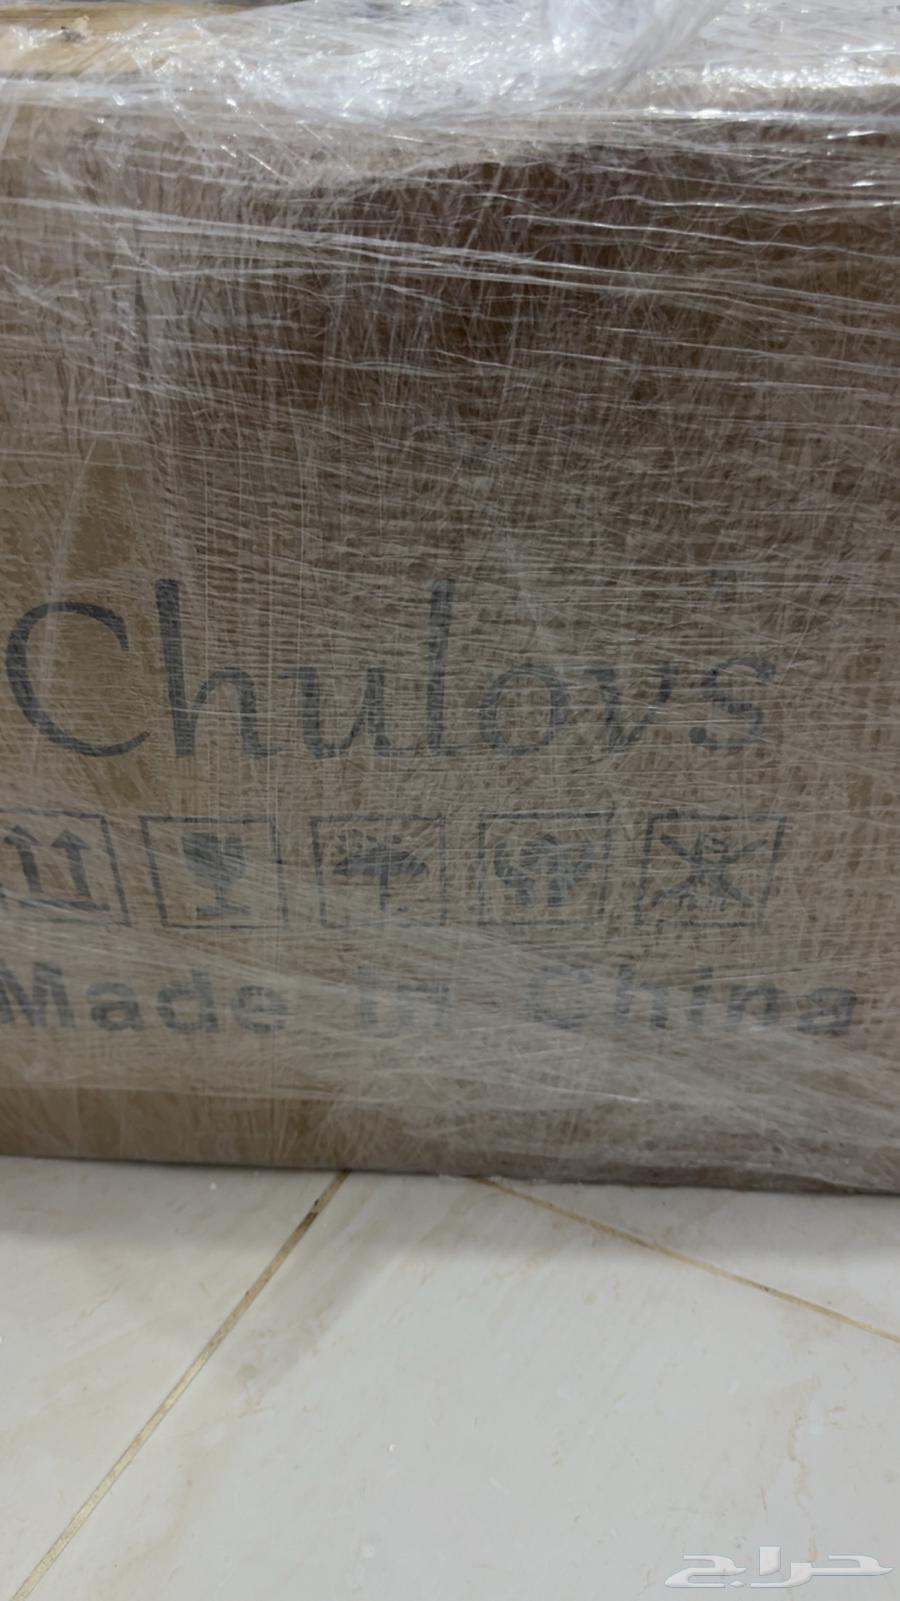 Chulovs
Made In China
حراج